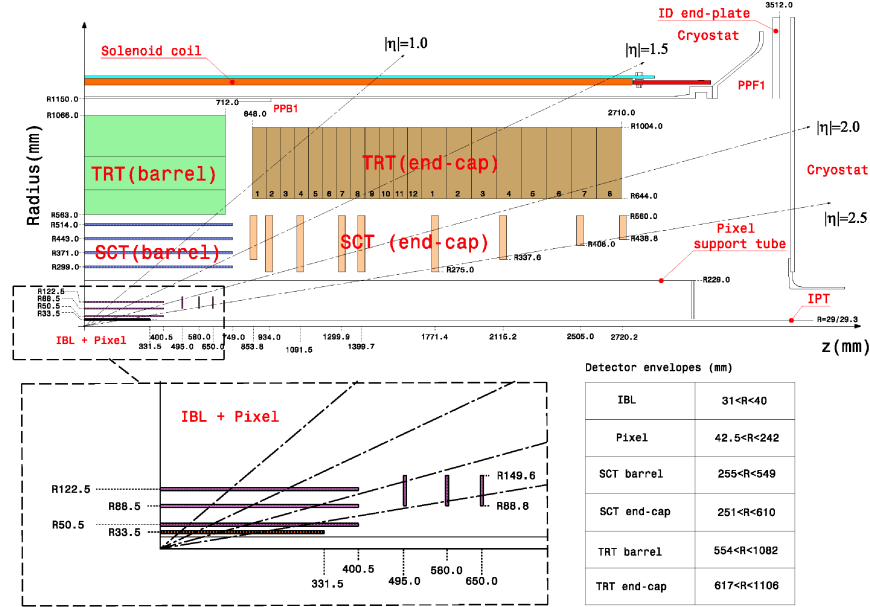 3512.0
ID end-plate
Cryostat
|η|=1.0
|η|=1.5
Solenoid coil
PPF1
R1150.0
712.0
PPB1
R1066.0
848.0
2710.0
R1004.0
|η|=2.0
Radius(mm)
TRT(barrel)
TRT(end-cap)
Cryostat
1 2 3 4 5 6 7 8 9 10 11 12 1 2 3 4 5 6 7 8
R644.0
R563.0
R560.0
|η|=2.5
R514.0
R443.0
SCT(barrel)
SCT (end-cap)
R438.8
R408.0
Pixel
support tube
R371.0
R337.6
R299.0
R275.0
R229.0
R122.5
R88.5
R50.5
R33.5
IPT
R=29/29.3
IBL + Pixel
400.5
580.0
749.0
934.0
1299.9
1771.4
2115.2
2505.0
2720.2
331.5
495.0
650.0
853.8
1091.5
1399.7
z(mm)
Detector envelopes (mm)
IBL + Pixel
IBL 31<R<40
Pixel 42.5<R<242
SCT barrel 255<R<549
SCT end-cap 251<R<610
TRT barrel 554<R<1082
TRT end-cap 617<R<1106
R122.5
R149.6
R88.5
R88.8
R50.5
R33.5
400.5
580.0
331.5
495.0
650.0